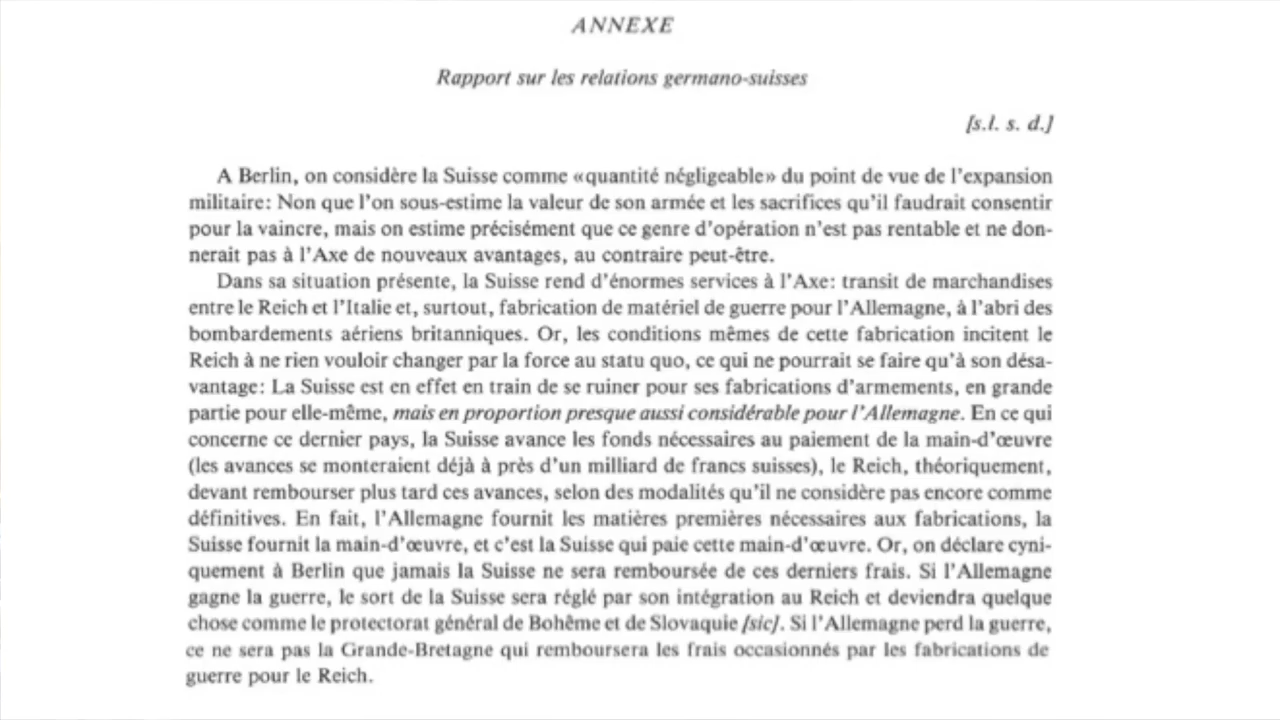 ANNEXE
Rapport sur les relations germano-suisses
[s.l. s. d.]
A Berlin, on considère la Suisse comme «quantité négligeable» du point de vue de l'expansion
militaire: Non que l'on sous-estime la valeur de son armée et les sacrifices qu'il faudrait consentir
pour la vaincre, mais on estime précisément que ce genre d'opération n'est pas rentable et ne don-
nerait pas à l'Axe de nouveaux avantages, au contraire peut-être.
Dans sa situation présente, la Suisse rend d'énormes services à l'Axe: transit de marchandises
entre le Reich et l'Italie et, surtout, fabrication de matériel de guerre pour l'Allemagne, à l'abri des
bombardements aériens britanniques. Or, les conditions mêmes de cette fabrication incitent le
Reich à ne rien vouloir changer par la force au statu quo, ce qui ne pourrait se faire qu'à son désa-
vantage: La Suisse est en effet en train de se ruiner pour ses fabrications d'armements, en grande
partie pour elle-même, mais en proportion presque aussi considérable pour l'Allemagne. En ce qui
concerne ce dernier pays, la Suisse avance les fonds nécessaires au paiement de la main-d'œuvre
(les avances se monteraient déjà à près d'un milliard de francs suisses), le Reich, théoriquement,
devant rembourser plus tard ces avances, selon des modalités qu'il ne considère pas encore comme
définitives. En fait, l'Allemagne fournit les matières premières nécessaires aux fabrications, la
Suisse fournit la main-d'œuvre, et c'est la Suisse qui paie cette main-d'œuvre. Or, on déclare cyni-
quement à Berlin que jamais la Suisse ne sera remboursée de ces derniers frais. Si l'Allemagne
gagne la guerre, le sort de la Suisse sera réglé par son intégration au Reich et deviendra quelque
chose comme le protectorat général de Bohême et de Slovaquie [sic]. Si l'Allemagne perd la guerre,
ce ne sera pas la Grande-Bretagne qui remboursera les frais occasionnés par les fabrications de
guerre pour le Reich.